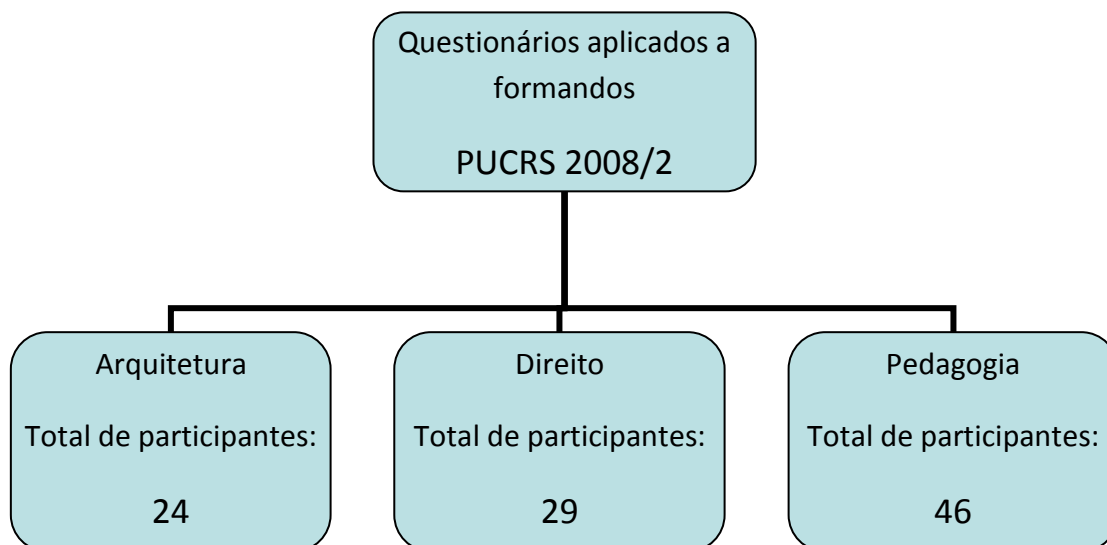 Questionários aplicados a
formandos
PUCRS 2008/2
Arquitetura
Total de participantes:
24
Direito
Total de participantes:
29
Pedagogia
Total de participantes:
46